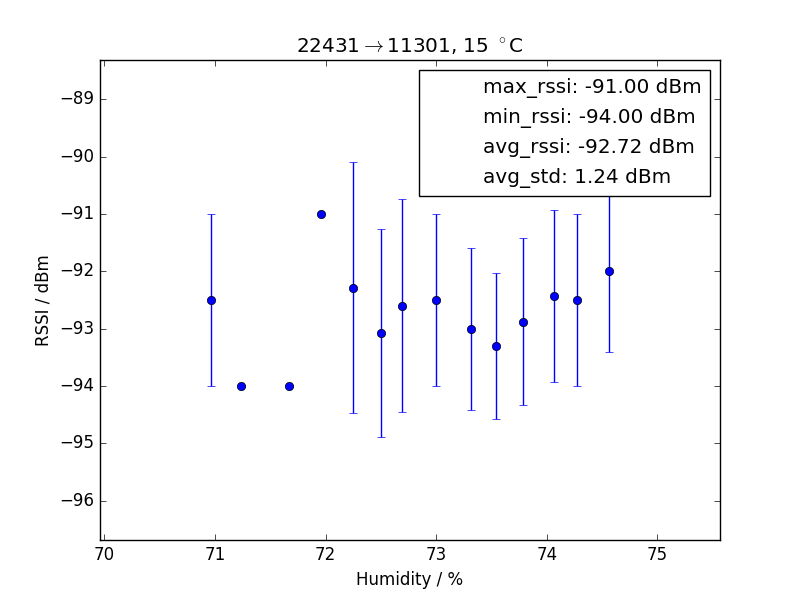 22431→11301, 15 °C
max_rssi: -91.00 dBm
min_rssi: -94.00 dBm
avg_rssi: -92.72 dBm
avg_std: 1.24 dBm
RSSI / dBm
−89
−90
−91
−92
−93
−94
−95
−96
70 71 72 73 74 75
Humidity / %